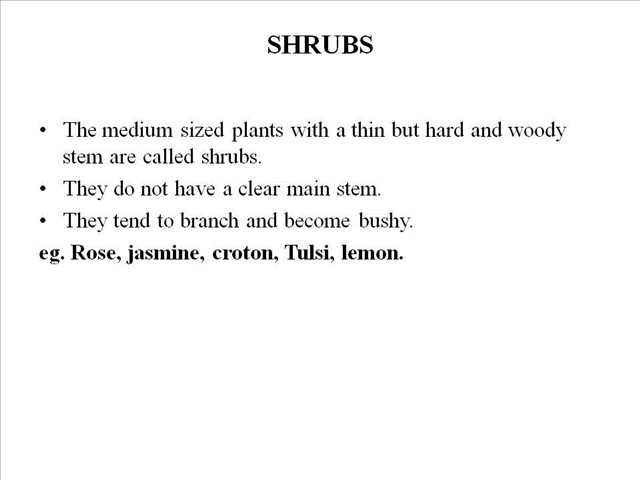 SHRUBS
• The medium sized plants with a thin but hard and woody
stem are called shrubs.
• They do not have a clear main stem.
• They tend to branch and become bushy.
eg. Rose, jasmine, croton, Tulsi, lemon.